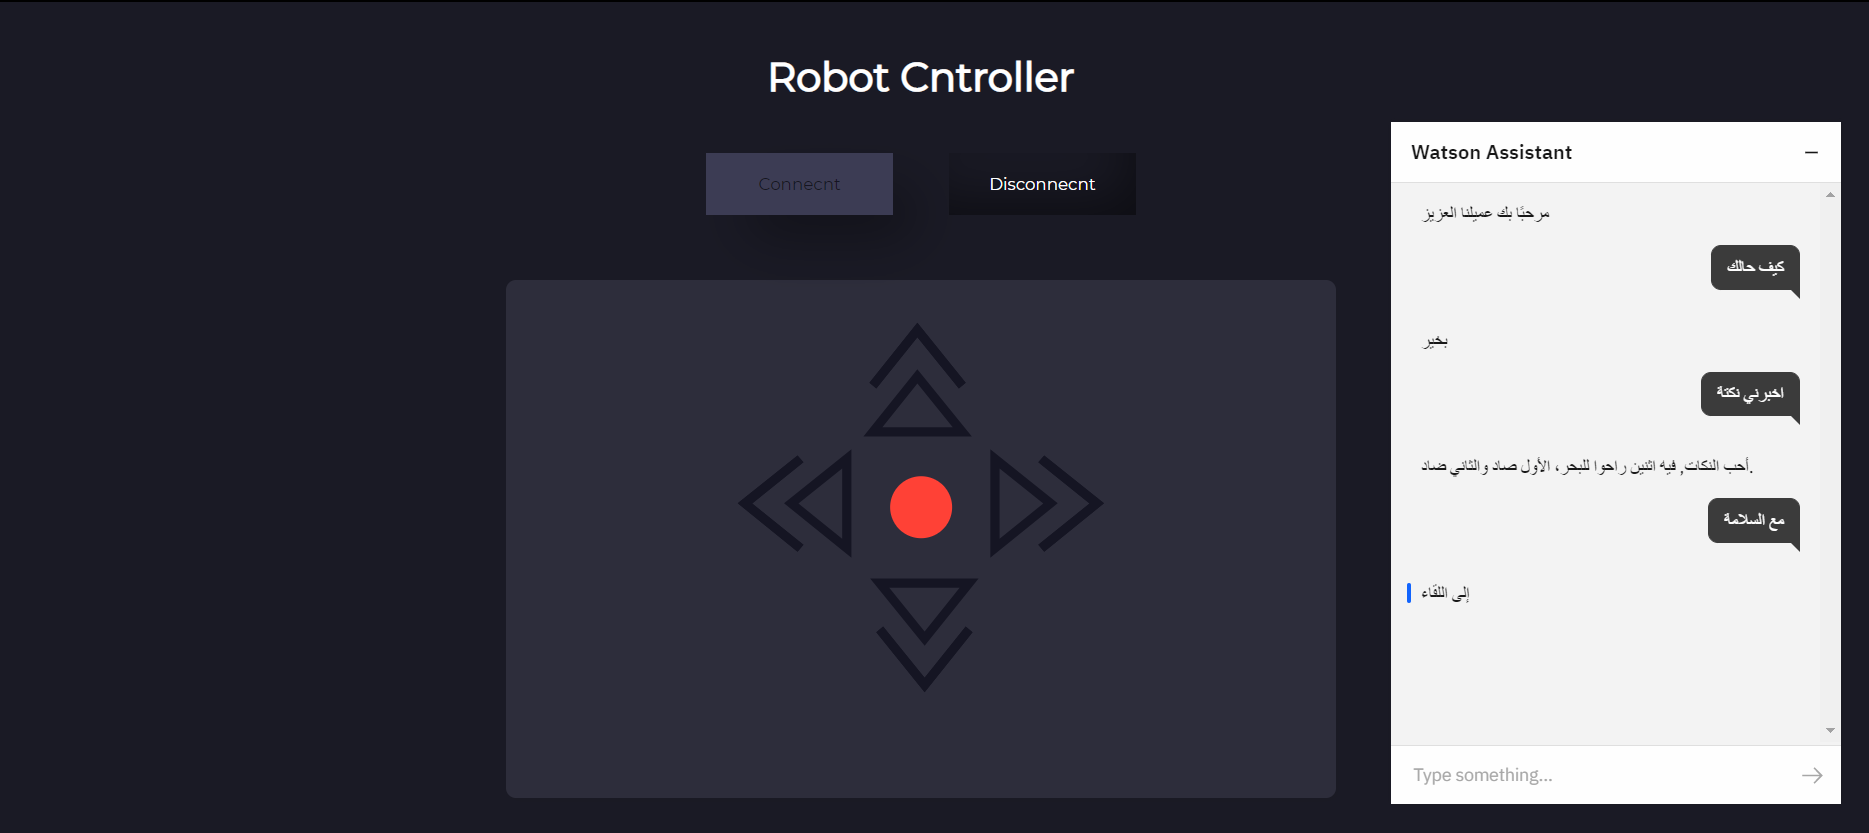 Robot Cntroller
Connecnt
Disconnecnt
Watson Assistant
مرحبًا بك عميلنا العزيز
كيف حالك
بخير
اخبرني نكتة
أحب النكات, فيه اثنين راحوا للبحر، الأول صاد والثاني ضاد.
مع السلامة
إلى اللقاء
Type something...